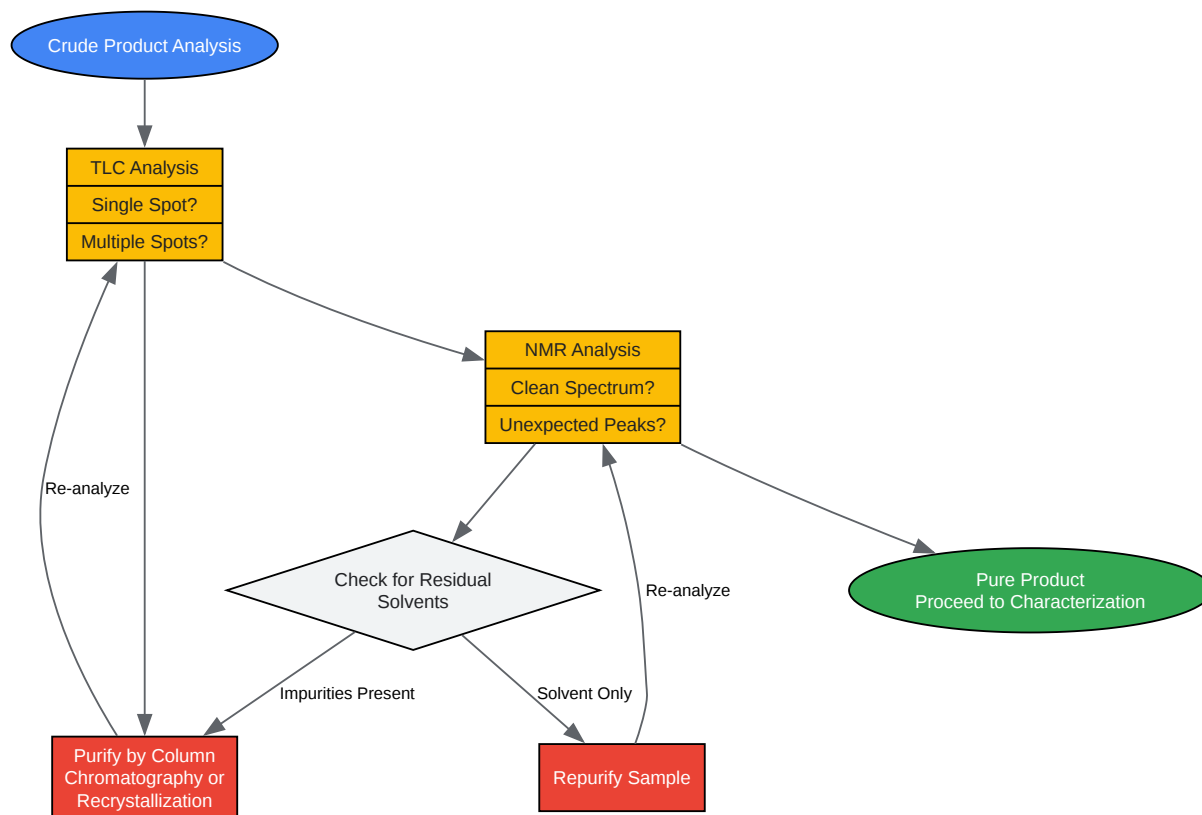 Crude Product Analysis
TLC Analysis
Single Spot?
Multiple Spots?
NMR Analysis
Clean Spectrum?
Unexpected Peaks?
Re-analyze
Check for Residual
Solvents
Re-analyze
Pure Product
Proceed to Characterization
Impurities Present
Solvent Only
Purify by Column
Chromatography or
Recrystallization
Repurify Sample